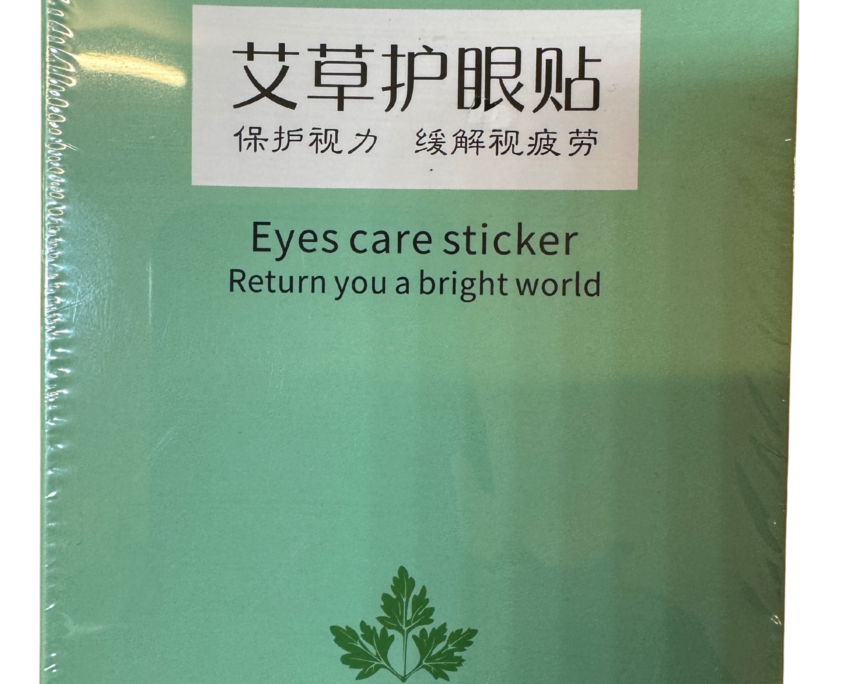 艾草护眼贴
保护视力 缓解视疲劳
Eyes care sticker
Return you a bright world